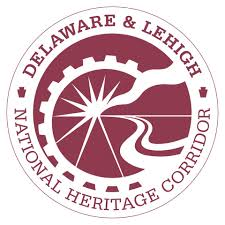 DELAWARE & LEHIGH
NATIONAL HERITAGE CORRIDOR